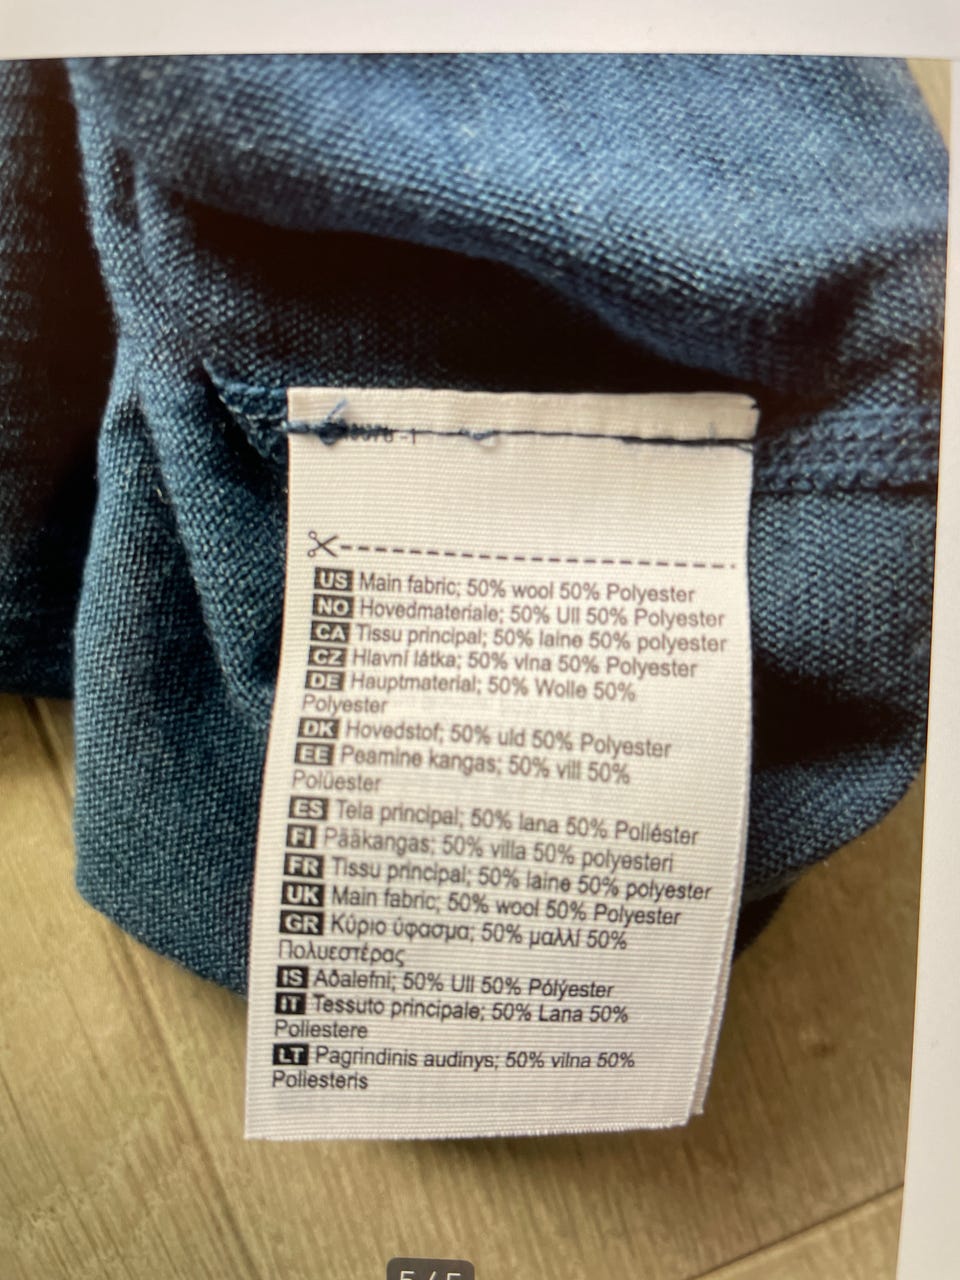 -1
US Main fabric; 50% wool 50% Polyester
NO Hovedmateriale; 50% Ull 50% Polyester
CA Tissu principal; 50% laine 50% polyester
CZ Hlavní látka; 50% vlna 50% Polyester
DE Hauptmaterial; 50% Wolle 50%
Polyester
DK Hovedstof; 50% uld 50% Polyester
EE Peamine kangas; 50% vill 50%
Polüester
ES Tela principal; 50% lana 50% Poliéster
FI Pääkangas; 50% villa 50% polyesteri
FR Tissu principal; 50% laine 50% polyester
UK Main fabric; 50% wool 50% Polyester
GR Κύριο ύφασμα; 50% μαλλί 50%
Πολυεστέρας
IS Aðalefni; 50% Ull 50% Pólýester
IT Tessuto principale; 50% Lana 50%
Poliestere
LT Pagrindinis audinys; 50% vilna 50%
Poliesteris
5/5